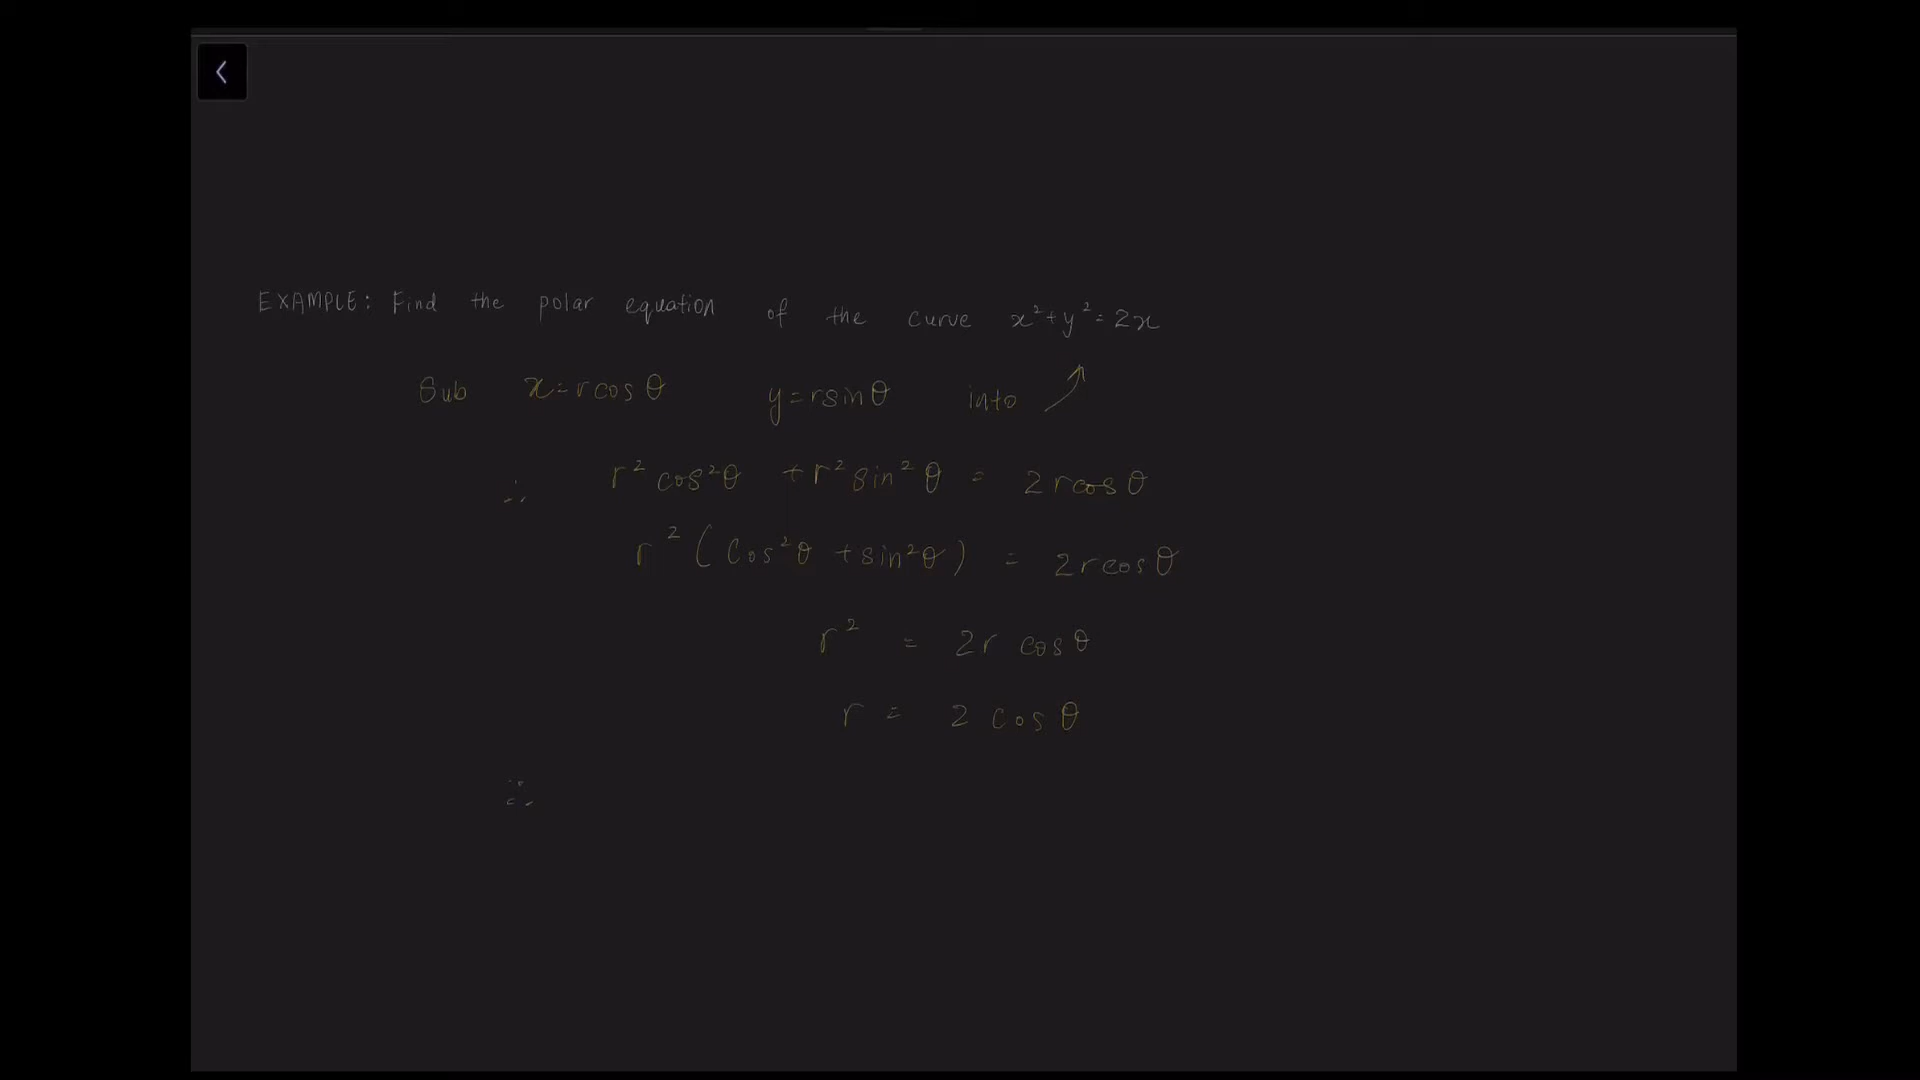 EXAMPLE: Find the polar equation of the curve x²+y²=2x
Sub x=rcosθ y=rsinθ into
∴ r²cos²θ +r²sin²θ = 2rcosθ
r²(cos²θ +sin²θ) = 2rcosθ
r² = 2r cosθ
r = 2 cosθ
∴